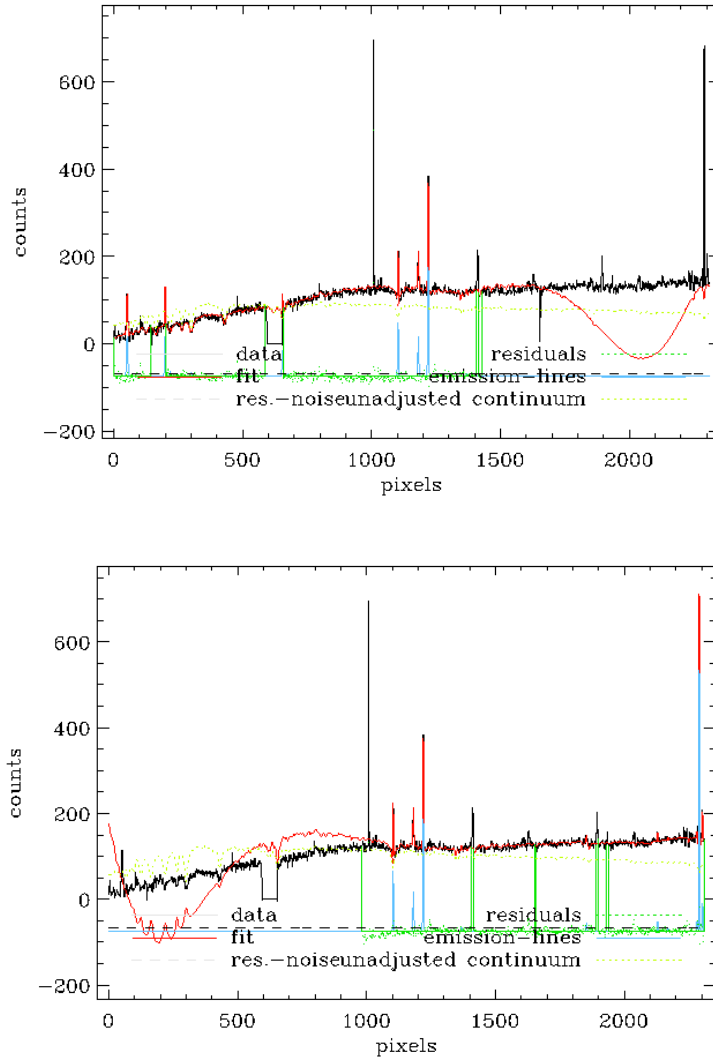 600
400
200
0
−200
counts
data
residuals
fit
emission−lines
res.−noise
unadjusted continuum
0
500
1000
1500
2000
pixels
600
400
200
0
−200
counts
data
residuals
fit
emission−lines
res.−noise
unadjusted continuum
0
500
1000
1500
2000
pixels